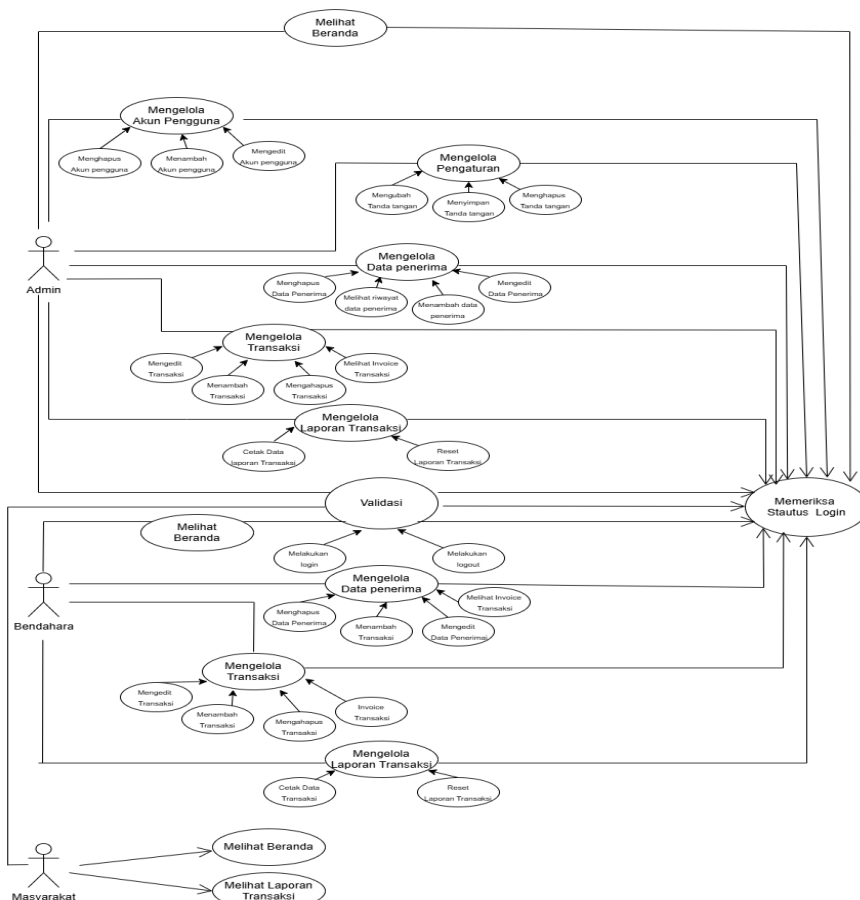 Melihat
Beranda
Mengelola
Akun Pengguna
Menghapus
Akun pengguna
Menambah
Akun pengguna
Mengedit
Akun pengguna
Mengelola
Pengaturan
Mengubah
Tanda tangan
Menyimpan
Tanda tangan
Menghapus
Tanda tangan
Admin
Mengelola
Data penerima
Menghapus
Data Penerima
Melihat riwayat
data penerima
Menambah data
penerima
Mengedit
Data Penerima
Mengelola
Transaksi
Mengedit
Transaksi
Menambah
Transaksi
Mengahapus
Transaksi
Melihat Invoice
Transaksi
Mengelola
Laporan Transaksi
Cetak Data
laporan Transaksi
Reset
Laporan Transaksi
Validasi
Memeriksa
Stautus Login
Melihat
Beranda
Melakukan
login
Melakukan
logout
Bendahara
Mengelola
Data penerima
Menghapus
Data Penerima
Menambah
Transaksi
Mengedit
Data Penerimaj
Melihat Invoice
Transaksi
Mengelola
Transaksi
Mengedit
Transaksi
Menambah
Transaksi
Mengahapus
Transaksi
Invoice
Transaksi
Mengelola
Laporan Transaksi
Cetak Data
Transaksi
Reset
Laporan Transaksi
Melihat Beranda
Masyarakat
Melihat Laporan
Transaksi